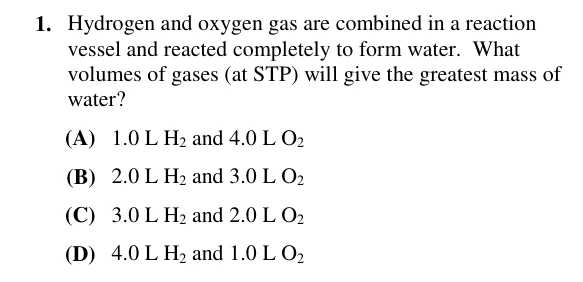 1. Hydrogen and oxygen gas are combined in a reaction
vessel and reacted completely to form water. What
volumes of gases (at STP) will give the greatest mass of
water?
(A) 1.0 L H₂ and 4.0 L O₂
(B) 2.0 L H₂ and 3.0 L O₂
(C) 3.0 L H₂ and 2.0 L O₂
(D) 4.0 L H₂ and 1.0 L O₂